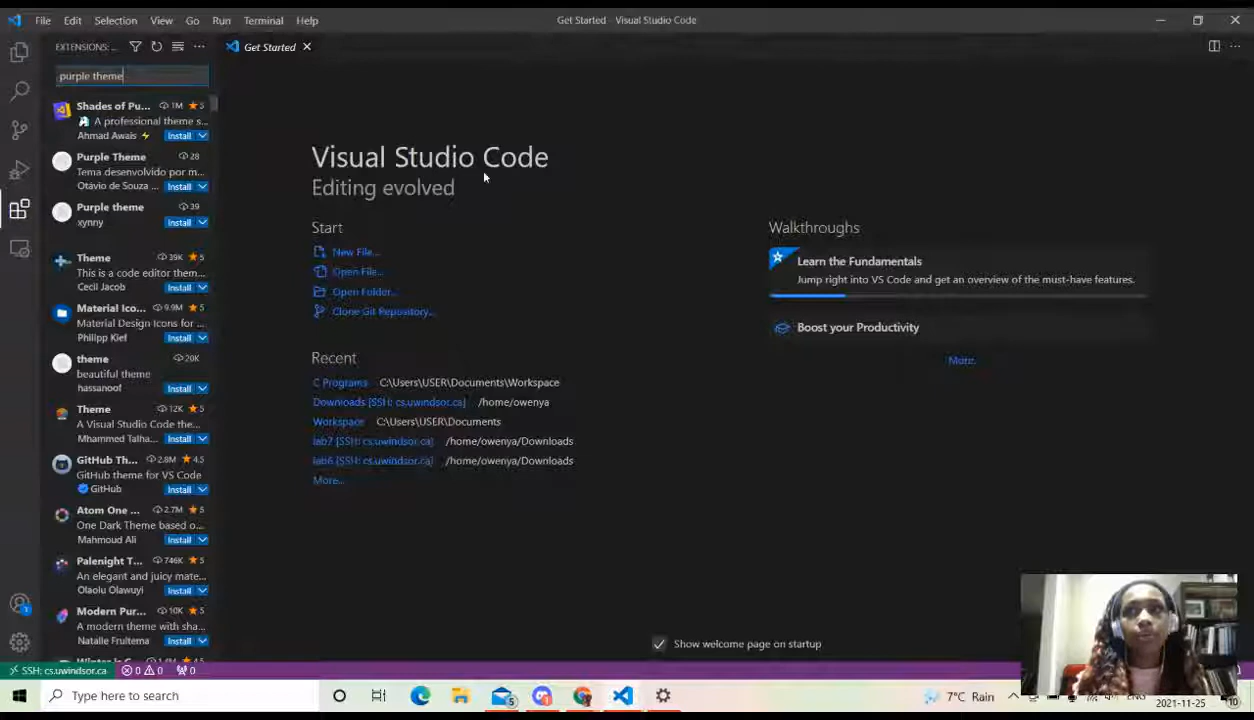 File Edit Selection View Go Run Terminal Help
Get Started - Visual Studio Code
EXTENSIONS:...
Get Started
purple theme
Shades of Pu... 1M 5
A professional theme s...
Ahmad Awais Install
Purple Theme 28
Tema desenvolvido por m...
Otávio de Souza ... Install
Purple theme 39
xynny Install
Theme 39K 5
This is a code editor them...
Cecil Jacob Install
Material Ico... 9.9M 5
Material Design Icons for ...
Philipp Kief Install
theme 20K
beautiful theme
hassanoof Install
Theme 12K 5
A Visual Studio Code the...
Mhammed Talha... Install
GitHub Th... 2.8M 4.5
GitHub theme for VS Code
GitHub Install
Atom One ... 2.7M 5
One Dark Theme based o...
Mahmoud Ali Install
Palenight T... 746K 5
An elegant and juicy mate...
Olaolu Olawuyi Install
Modern Pur... 10K 5
A modern theme with sha...
Natalie Fruitema Install
Visual Studio Code
Editing evolved
Start
New File...
Open File...
Open Folder...
Clone Git Repository...
Recent
C Programs C:\Users\USER\Documents\Workspace
Downloads [SSH: cs.uwindsor.ca] /home/owenya
Workspace C:\Users\USER\Documents
lab7 [SSH: cs.uwindsor.ca] /home/owenya/Downloads
lab6 [SSH: cs.uwindsor.ca] /home/owenya/Downloads
More...
Walkthroughs
Learn the Fundamentals
Jump right into VS Code and get an overview of the must-have features.
Boost your Productivity
More...
Show welcome page on startup
SSH: cs.uwindsor.ca 0 0 0
Type here to search
5
7°C Rain
2021-11-25
10